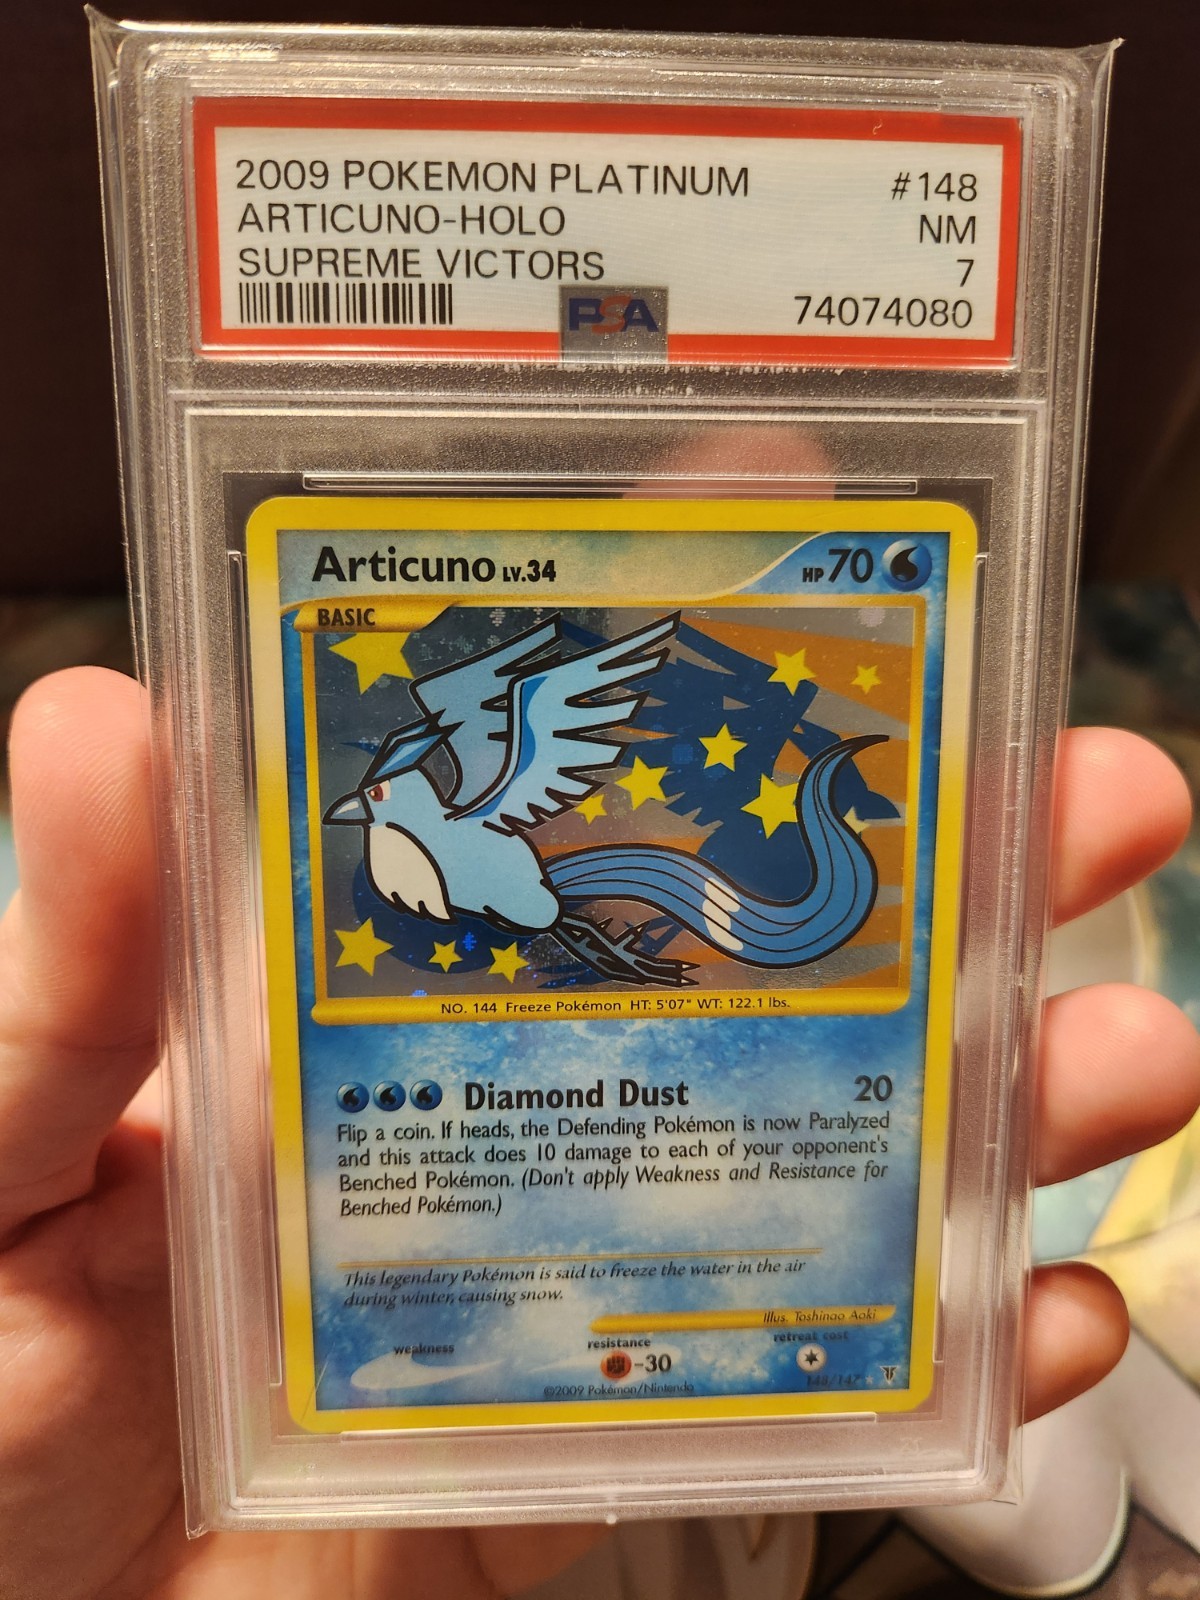 2009 POKEMON PLATINUM #148
ARTICUNO-HOLO NM
SUPREME VICTORS 7
PSA 74074080
Articuno LV.34 HP 70
BASIC
NO. 144 Freeze Pokémon HT: 5'07" WT: 122.1 lbs.
Diamond Dust 20
Flip a coin. If heads, the Defending Pokémon is now Paralyzed
and this attack does 10 damage to each of your opponent's
Benched Pokémon. (Don't apply Weakness and Resistance for
Benched Pokémon.)
This legendary Pokémon is said to freeze the water in the air
during winter, causing snow.
Illus. Toshinao Aoki
weakness resistance retreat cost
-30
©2009 Pokémon/Nintendo 148/147